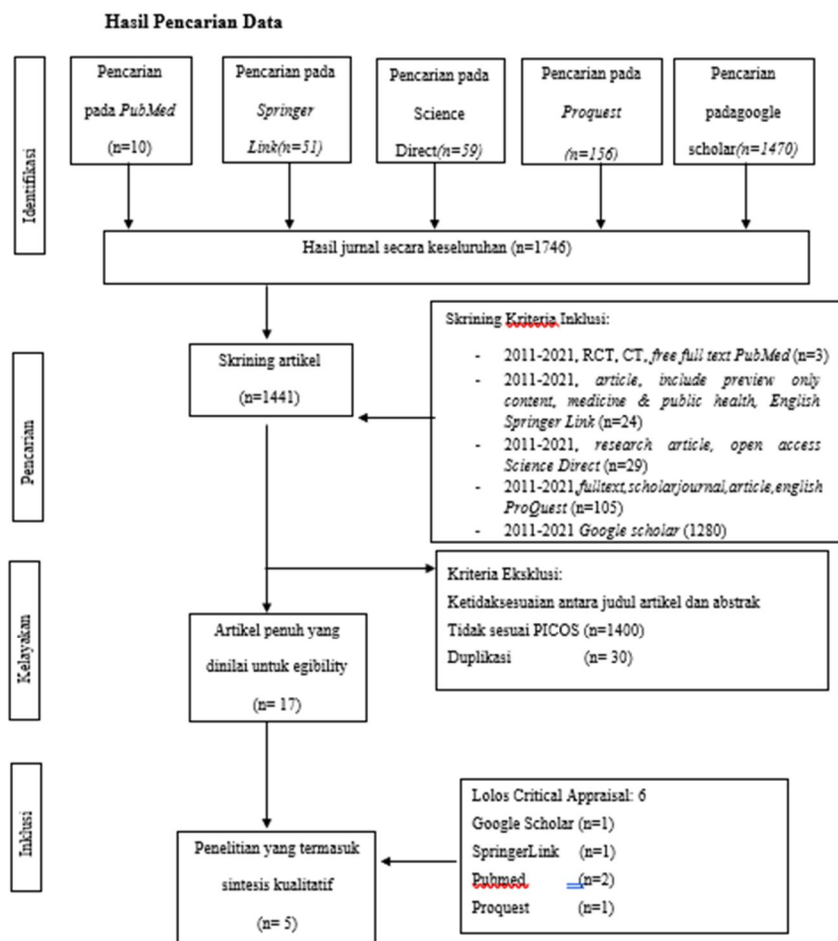 Hasil Pencarian Data
Identifikasi
Pencarian
pada PubMed
(n=10)
Pencarian pada
Springer
Link(n=51)
Pencarian pada
Science
Direct(n=59)
Pencarian pada
Proquest
(n=156)
Pencarian
padagoogle
scholar(n=1470)
Hasil jurnal secara keseluruhan (n=1746)
Pencarian
Skrining artikel
(n=1441)
Skrining Kriteria Inklusi:
- 2011-2021, RCT, CT, free full text PubMed (n=3)
- 2011-2021, article, include preview only
content, medicine & public health, English
Springer Link (n=24)
- 2011-2021, research article, open access
Science Direct (n=29)
- 2011-2021,fulltext,scholarjournal,article,english
ProQuest (n=105)
- 2011-2021 Google scholar (1280)
Kelayakan
Kriteria Eksklusi:
Ketidaksesuaian antara judul artikel dan abstrak
Tidak sesuai PICOS (n=1400)
Duplikasi (n= 30)
Artikel penuh yang
dinilai untuk egibility
(n= 17)
Inklusi
Lolos Critical Appraisal: 6
Google Scholar (n=1)
SpringerLink (n=1)
Pubmed (n=2)
Proquest (n=1)
Penelitian yang termasuk
sintesis kualitatif
(n= 5)